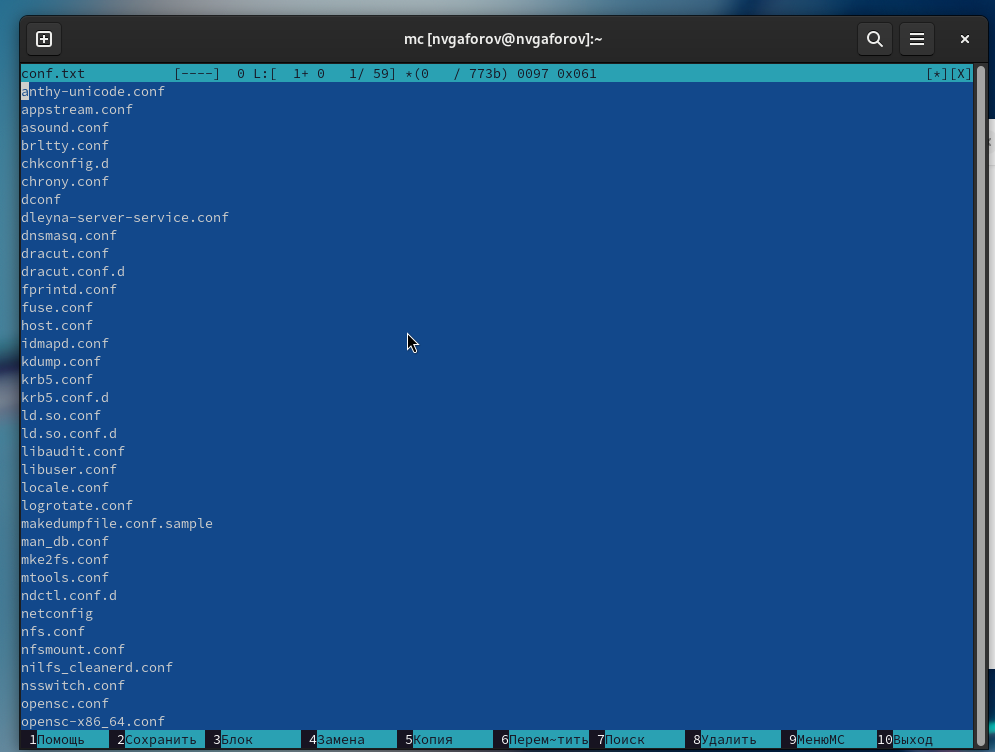 mc [nvgaforov@nvgaforov]:~
conf.txt [----] 0 L:[ 1+ 0 1/ 59] *(0 / 773b) 0097 0x061 [*][X]
anthy-unicode.conf
appstream.conf
asound.conf
brltty.conf
chkconfig.d
chrony.conf
dconf
dleyna-server-service.conf
dnsmasq.conf
dracut.conf
dracut.conf.d
fprintd.conf
fuse.conf
host.conf
idmapd.conf
kdump.conf
krb5.conf
krb5.conf.d
ld.so.conf
ld.so.conf.d
libaudit.conf
libuser.conf
locale.conf
logrotate.conf
makedumpfile.conf.sample
man_db.conf
mke2fs.conf
mtools.conf
ndctl.conf.d
netconfig
nfs.conf
nfsmount.conf
nilfs_cleanerd.conf
nsswitch.conf
opensc.conf
opensc-x86_64.conf
1Помощь 2Сохранить 3Блок 4Замена 5Копия 6Перем~тить 7Поиск 8Удалить 9МенюMC 10Выход